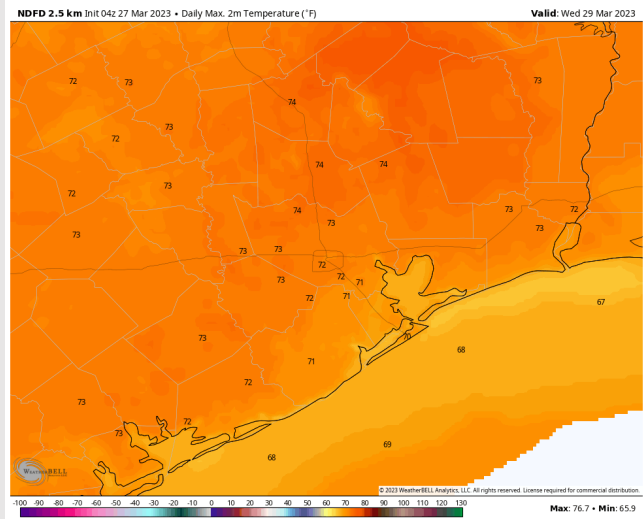 NDFD 2.5 km Init 04z 27 Mar 2023 • Daily Max. 2m Temperature (°F) Valid: Wed 29 Mar 2023
72 73 73
74
73
72
74 74
73
72
74 73 72
73 73
73 73 73
72
72
73 71
72 71
73 70 67
68
71
72
73
72
73
69
68
WeatherBELL
© 2023 WeatherBELL Analytics, LLC. All rights reserved. License required for commercial distribution.
-100 -90 -80 -70 -60 -50 -40 -30 -20 -10 0 10 20 30 40 50 60 70 80 90 100 110 120 130
Max: 76.7 • Min: 65.9